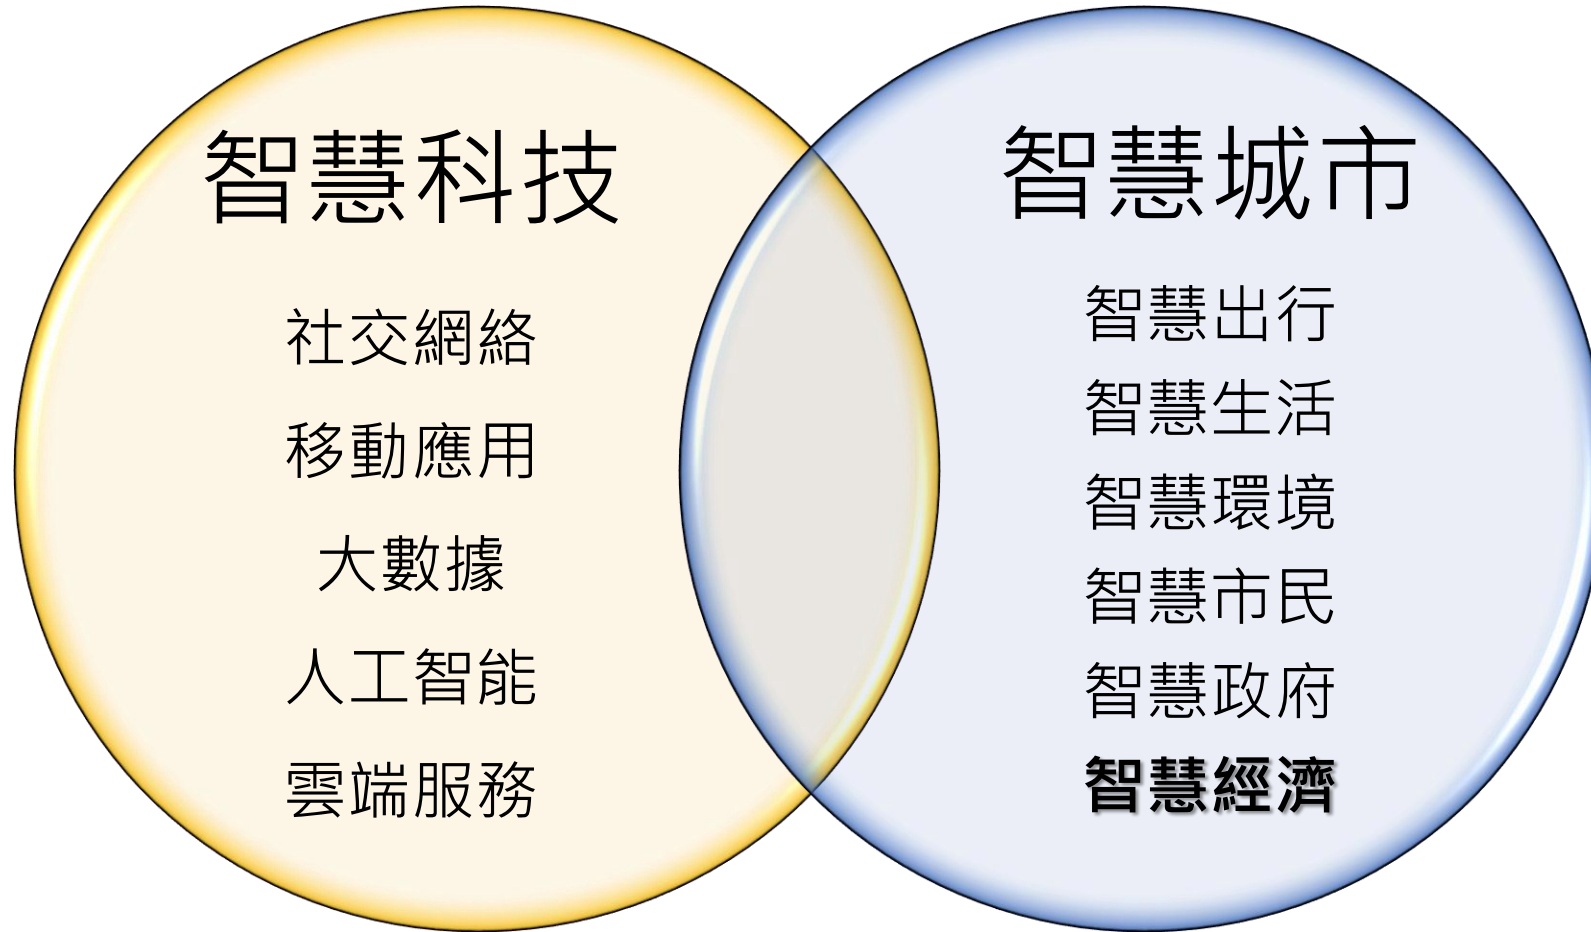 智慧科技
社交網絡
移動應用
大數據
人工智能
雲端服務
智慧城市
智慧出行
智慧生活
智慧環境
智慧市民
智慧政府
智慧經濟